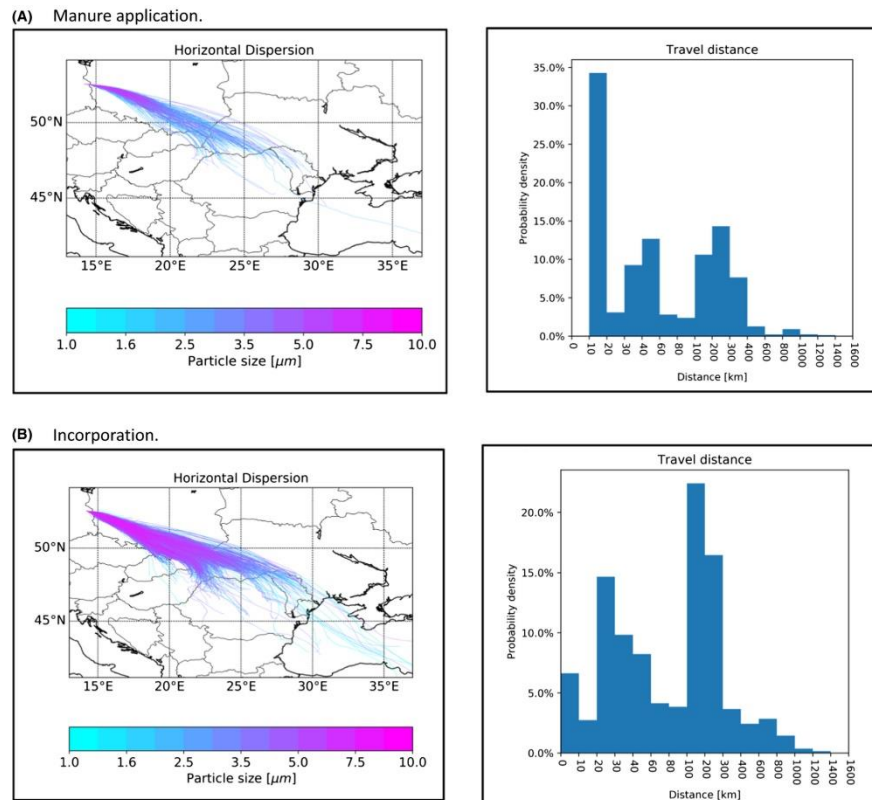 (A) Manure application.
Horizontal Dispersion
50°N
45°N
15°E 20°E 25°E 30°E 35°E
1.0 1.6 2.5 3.5 5.0 7.5 10.0
Particle size [μm]
Travel distance
35.0%
30.0%
25.0%
20.0%
15.0%
10.0%
5.0%
0.0%
Probability density
0 10 20 30 40 60 80 100 200 300 400 600 800 1000 1200 1400 1600
Distance [km]
(B) Incorporation.
Horizontal Dispersion
50°N
45°N
15°E 20°E 25°E 30°E 35°E
1.0 1.6 2.5 3.5 5.0 7.5 10.0
Particle size [μm]
Travel distance
20.0%
15.0%
10.0%
5.0%
0.0%
Probability density
0 10 20 30 40 60 80 100 200 300 400 600 800 1000 1200 1400 1600
Distance [km]